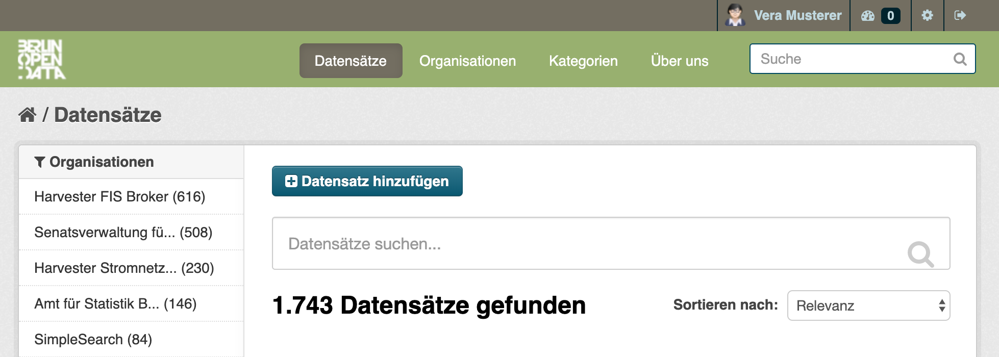 Vera Musterer
0
BERLIN
OPEN
DATA
Datensätze
Organisationen
Kategorien
Über uns
Suche
/ Datensätze
Organisationen
Harvester FIS Broker (616)
Senatsverwaltung fü... (508)
Harvester Stromnetz... (230)
Amt für Statistik B... (146)
SimpleSearch (84)
Datensatz hinzufügen
Datensätze suchen...
1.743 Datensätze gefunden
Sortieren nach:
Relevanz